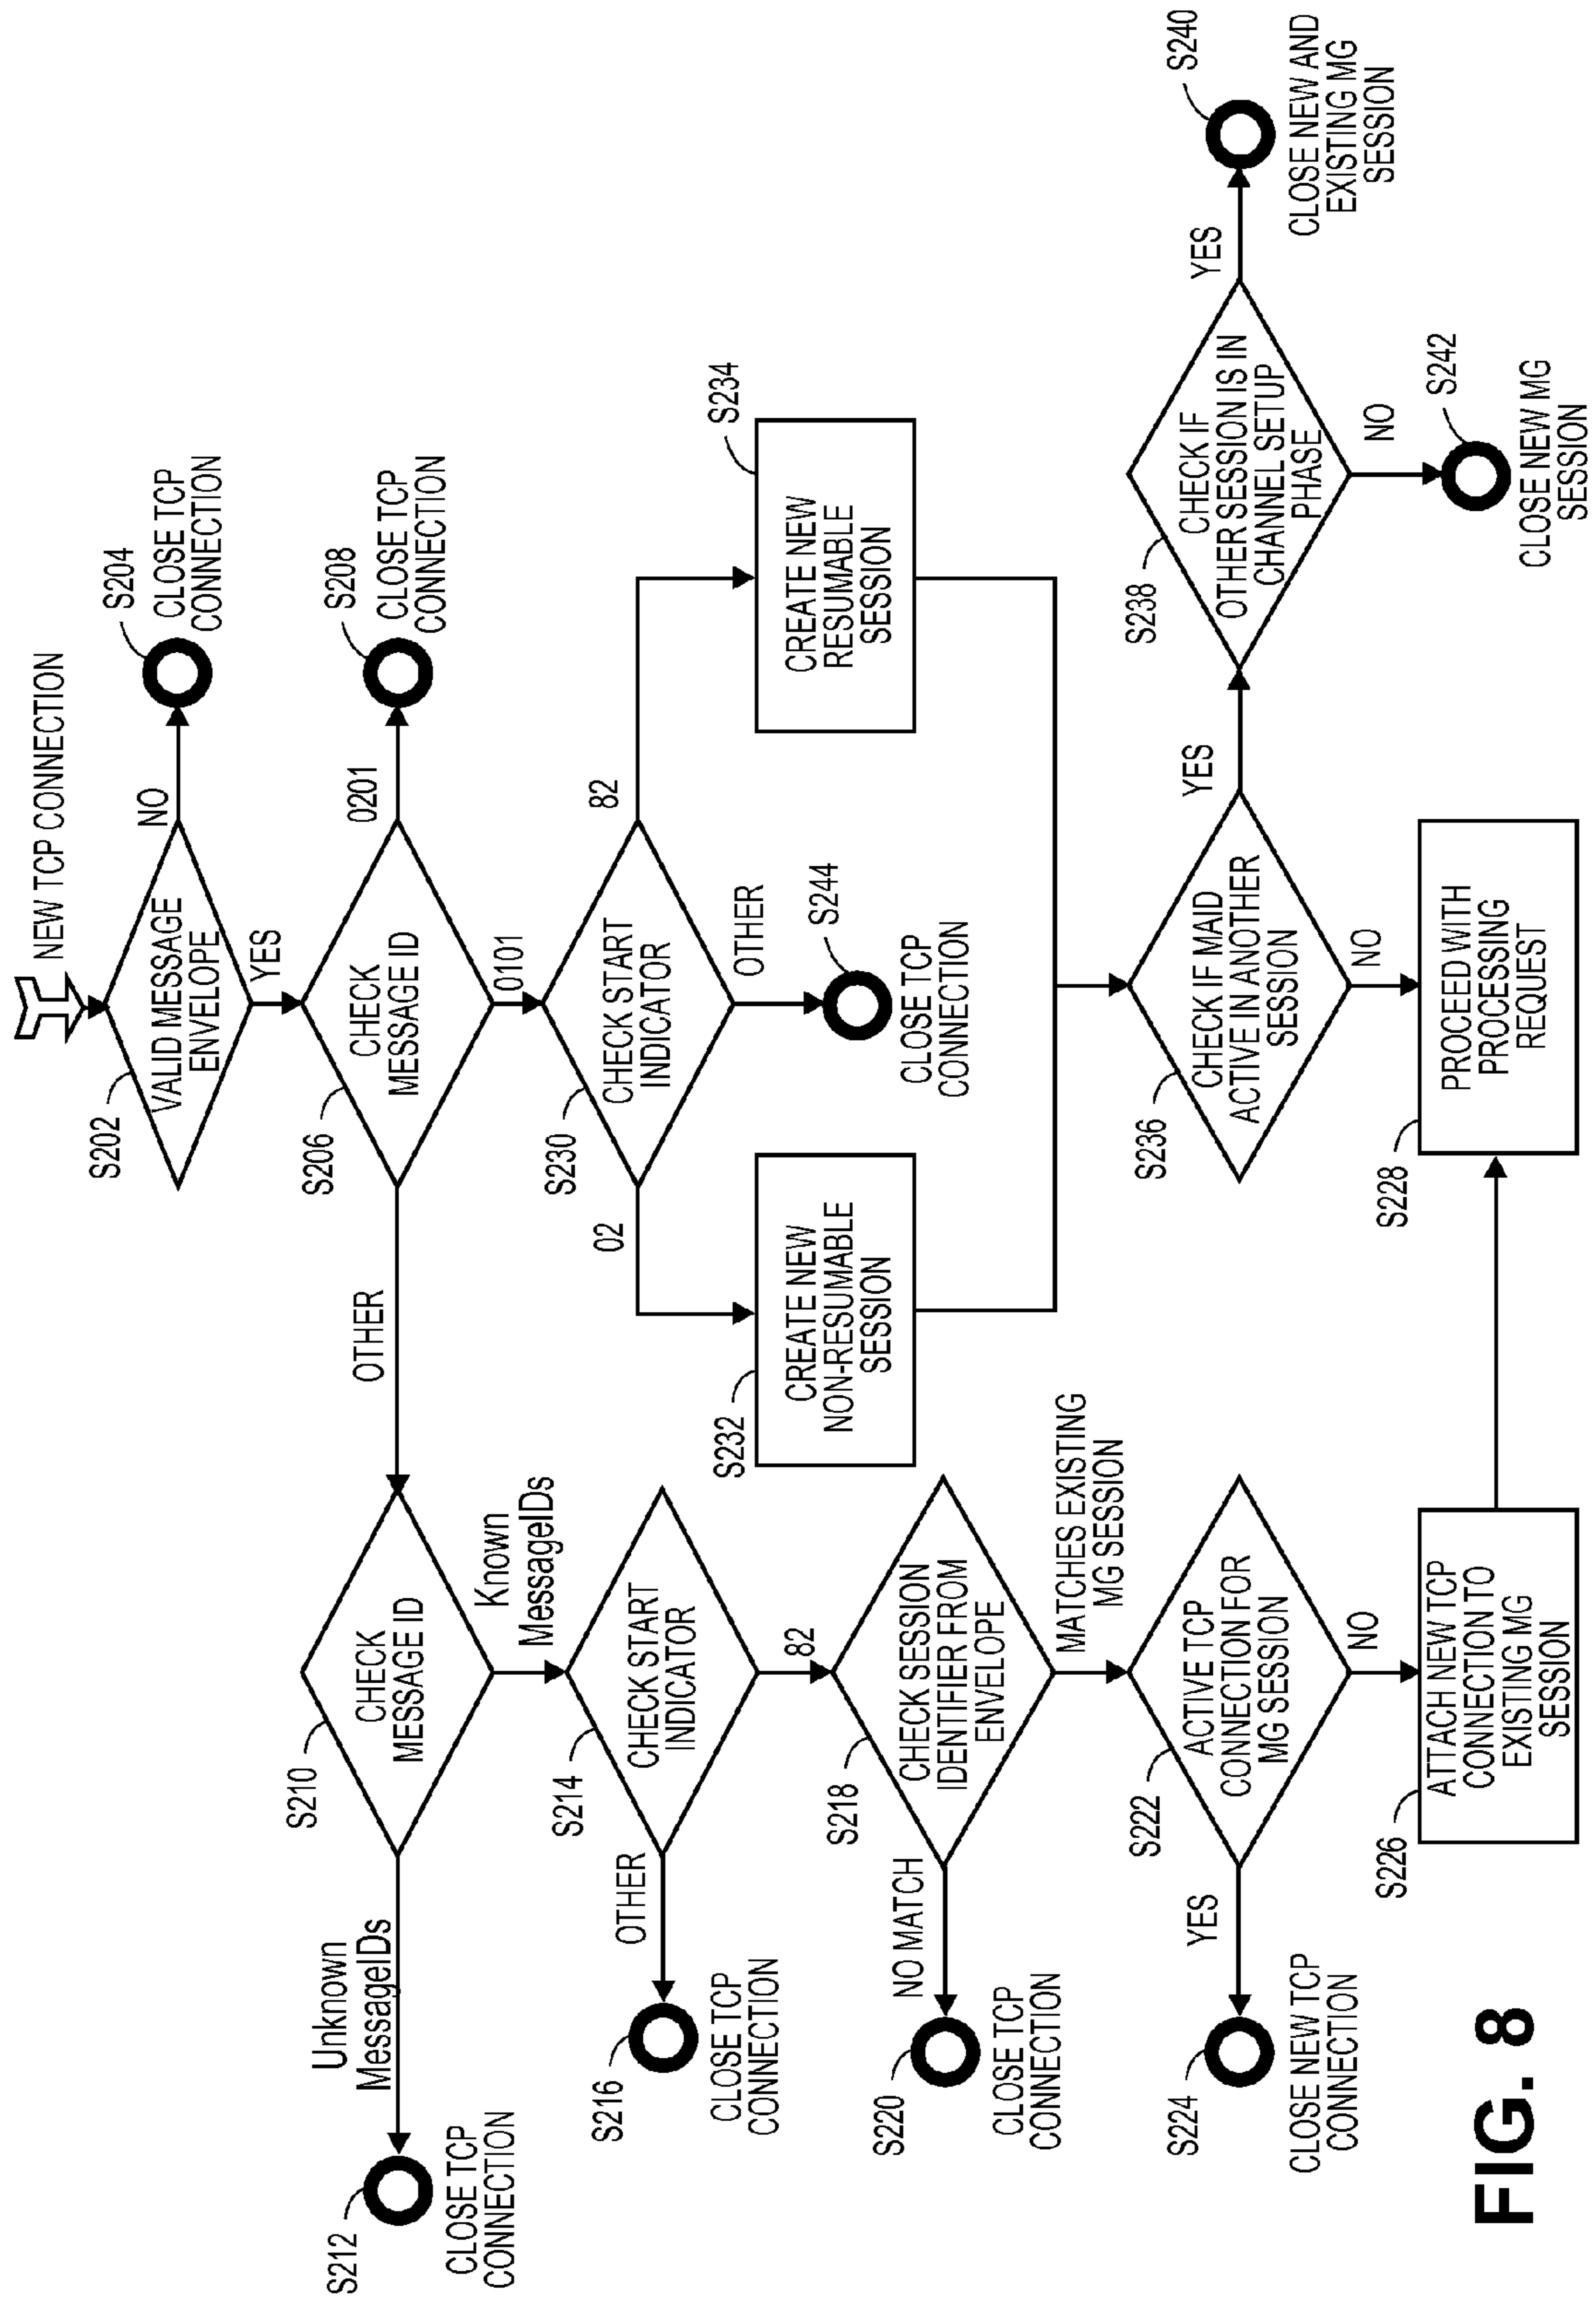 NEW TCP CONNECTION
S202
VALID MESSAGE
ENVELOPE
NO
S204
CLOSE TCP
CONNECTION
YES
S206
CHECK
MESSAGE ID
0201
S208
CLOSE TCP
CONNECTION
OTHER
0101
S210
CHECK
MESSAGE ID
Unknown
MessageIDs
S212
CLOSE TCP
CONNECTION
Known
MessageIDs
S214
CHECK START
INDICATOR
OTHER
S216
CLOSE TCP
CONNECTION
82
S230
CHECK START
INDICATOR
02
82
OTHER
S244
CLOSE TCP
CONNECTION
S232
CREATE NEW
NON-RESUMABLE
SESSION
S234
CREATE NEW
RESUMABLE
SESSION
S218
CHECK SESSION
IDENTIFIER FROM
ENVELOPE
NO MATCH
S220
CLOSE TCP
CONNECTION
MATCHES EXISTING
MG SESSION
S222
ACTIVE TCP
CONNECTION FOR
MG SESSION
YES
S224
CLOSE NEW TCP
CONNECTION
NO
S236
CHECK IF MAID
ACTIVE IN ANOTHER
SESSION
YES
NO
S238
CHECK IF
OTHER SESSION IS IN
CHANNEL SETUP
PHASE
YES
S240
CLOSE NEW AND
EXISTING MG
SESSION
NO
S242
CLOSE NEW MG
SESSION
S226
ATTACH NEW TCP
CONNECTION TO
EXISTING MG
SESSION
S228
PROCEED WITH
PROCESSING
REQUEST
FIG. 8